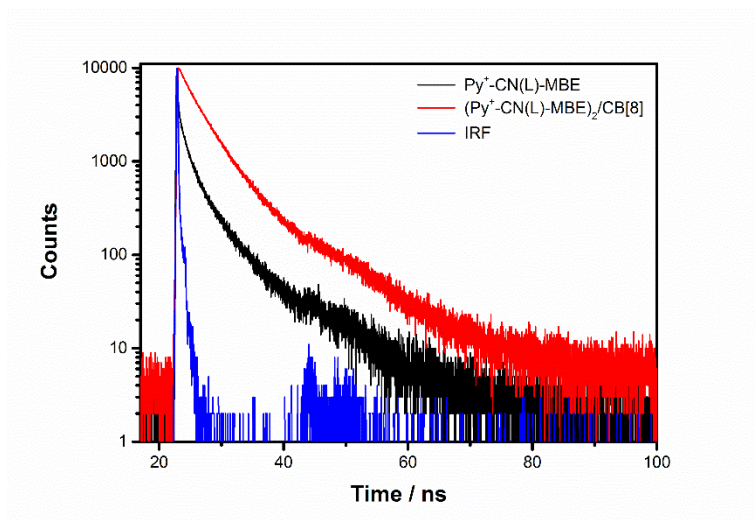 10000
1000
100
10
1
Counts
Py⁺-CN(L)-MBE
(Py⁺-CN(L)-MBE)₂/CB[8]
IRF
20 40 60 80 100
Time / ns